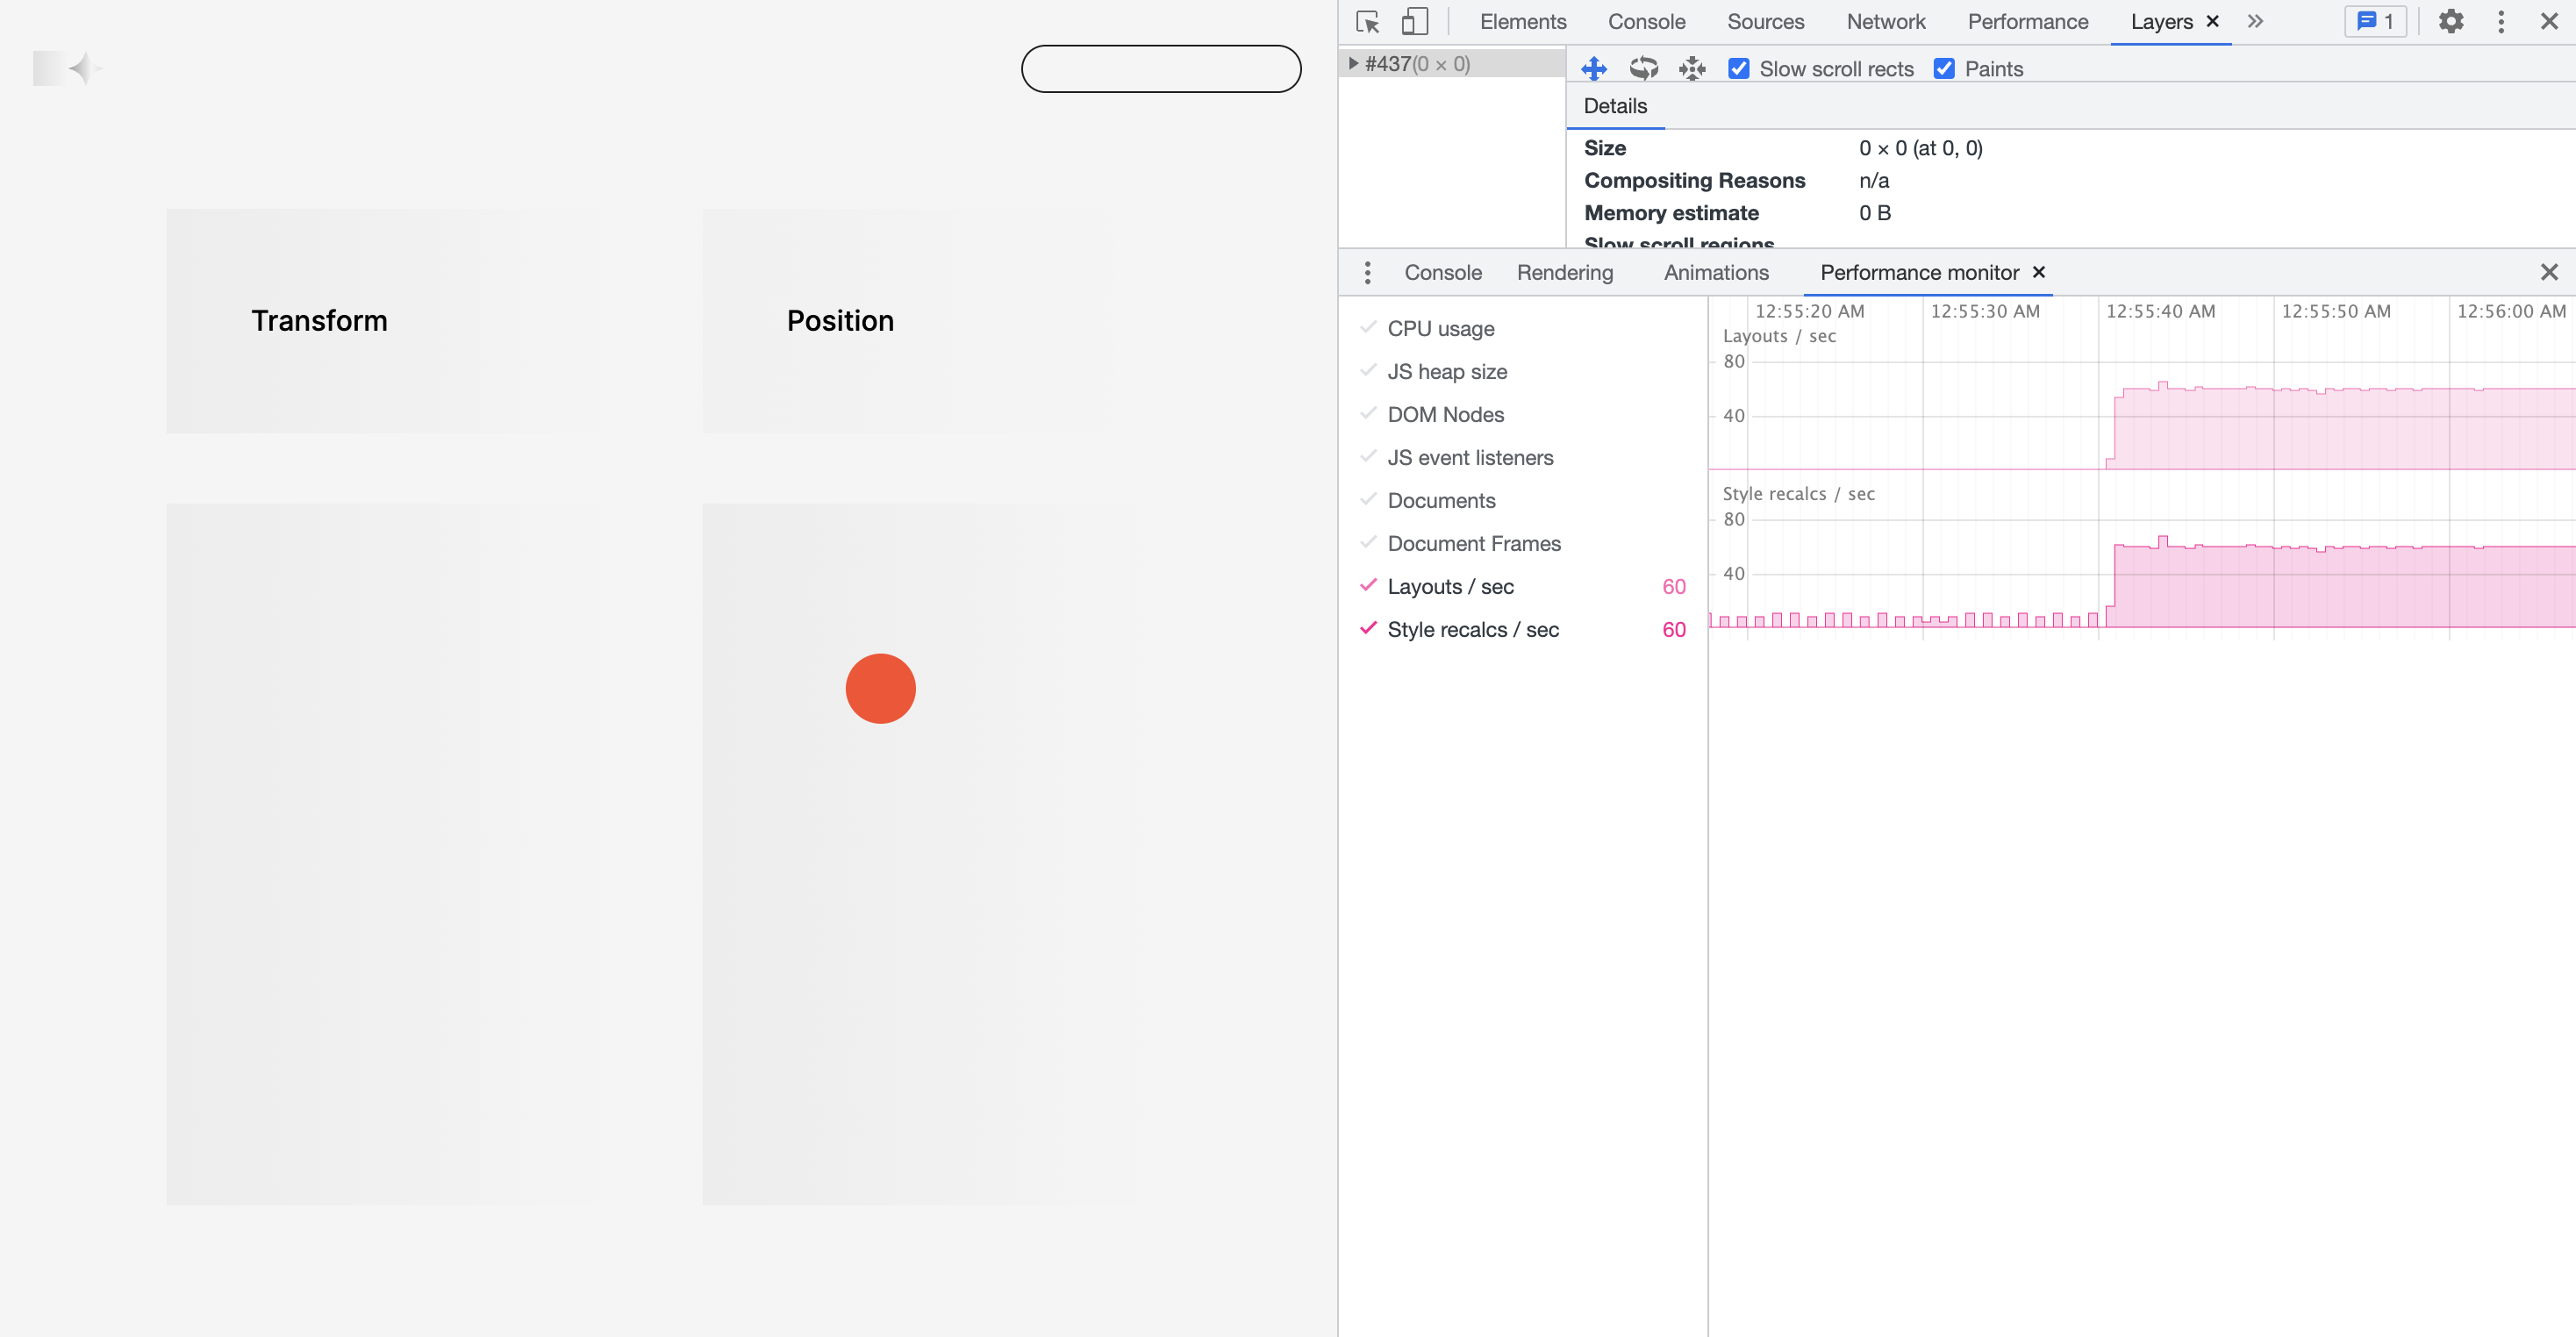 Transform
Position
Elements Console Sources Network Performance Layers × » 1
#437(0 × 0)
Slow scroll rects Paints
Details
Size 0 × 0 (at 0, 0)
Compositing Reasons n/a
Memory estimate 0 B
Slow scroll regions
Console Rendering Animations Performance monitor ×
CPU usage
JS heap size
DOM Nodes
JS event listeners
Documents
Document Frames
Layouts / sec 60
Style recalcs / sec 60
12:55:20 AM 12:55:30 AM 12:55:40 AM 12:55:50 AM 12:56:00 AM
Layouts / sec
80
40
Style recalcs / sec
80
40